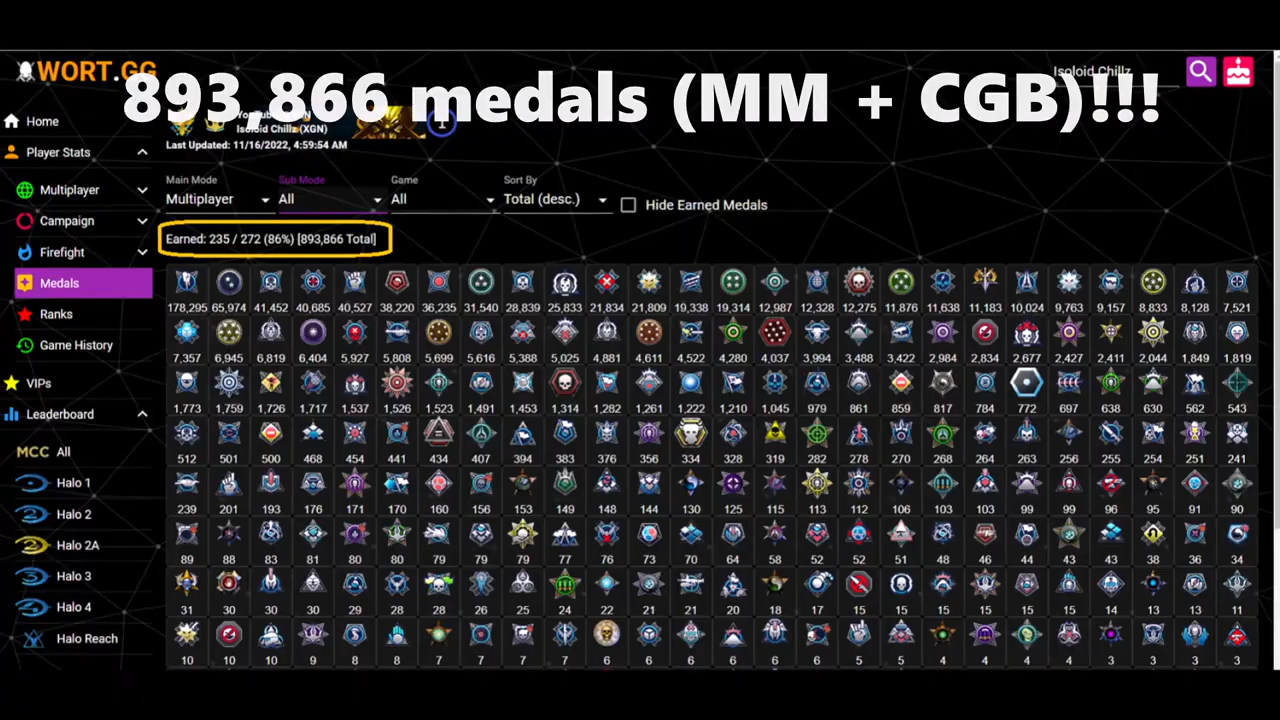 WORT.GG
893 866 medals (MM + CGB)!!!
Isoloid Chillz
Isoloid Chillz (XGN)
1
Last Updated: 11/16/2022, 4:59:54 AM
Home
Player Stats
Multiplayer
Campaign
Firefight
Medals
Ranks
Game History
VIPs
Leaderboard
MCC All
Halo 1
Halo 2
Halo 2A
Halo 3
Halo 4
Halo Reach
Main Mode Sub Mode Game Sort By
Multiplayer All All Total (desc.) Hide Earned Medals
Earned: 235 / 272 (86%) [893,866 Total]
178,295 65,974 41,452 40,685 40,527 38,220 36,235 31,540 28,839 25,833 21,834 21,809 19,338 19,314 12,987 12,328 12,275 11,876 11,638 11,183 10,024 9,763 9,157 8,833 8,128 7,521
7,357 6,945 6,819 6,404 5,927 5,808 5,699 5,616 5,388 5,025 4,881 4,611 4,522 4,280 4,037 3,994 3,488 3,422 2,984 2,834 2,677 2,427 2,411 2,044 1,849 1,819
1,773 1,759 1,726 1,717 1,537 1,526 1,523 1,491 1,453 1,314 1,282 1,261 1,222 1,210 1,045 979 861 859 817 784 772 697 638 630 562 543
512 501 500 468 454 441 434 407 394 383 376 356 334 328 319 282 278 270 268 264 263 256 255 254 251 241
239 201 193 176 171 170 160 156 153 149 148 144 130 125 115 113 112 106 103 103 99 99 96 95 91 90
89 88 83 81 80 80 79 79 79 77 76 73 70 64 58 52 52 51 48 46 44 43 43 38 36 34
31 30 30 30 29 28 28 26 25 24 22 21 21 20 18 17 15 15 15 15 15 15 14 13 13 11
10 10 10 9 8 8 7 7 7 7 6 6 6 6 6 6 5 5 4 4 4 4 3 3 3 3